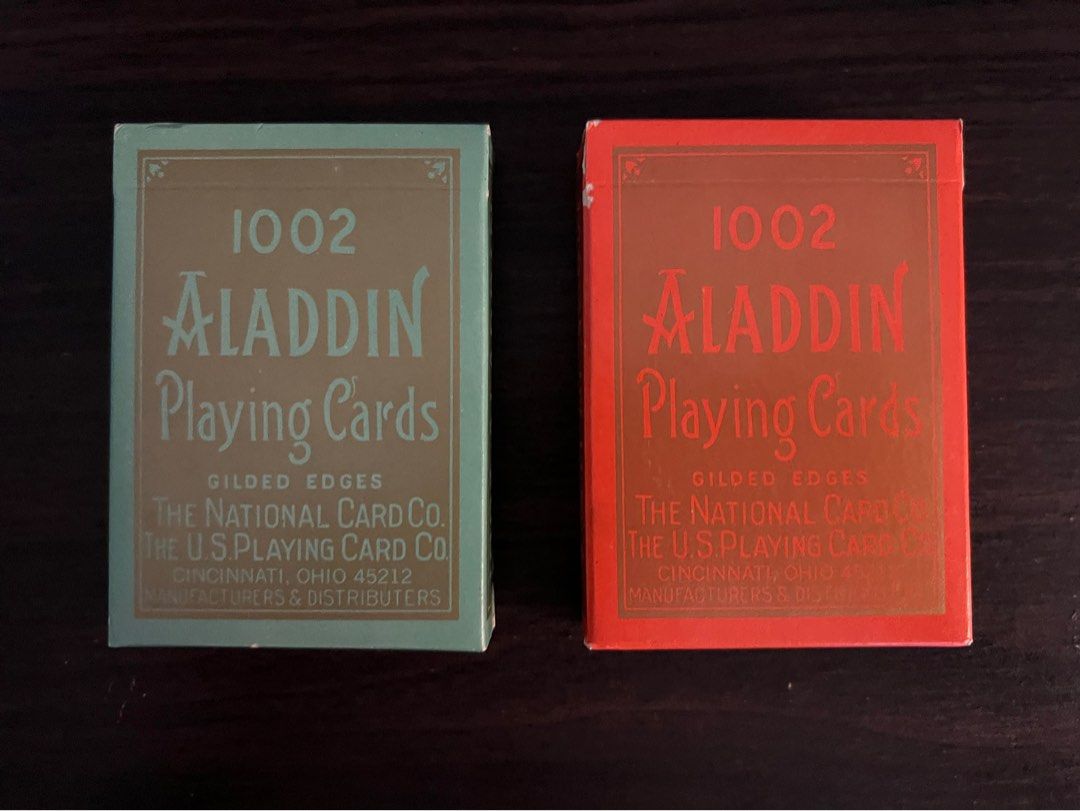 1002
ALADDIN
Playing Cards
GILDED EDGES
THE NATIONAL CARD CO.
THE U.S. PLAYING CARD CO.
CINCINNATI, OHIO 45212
MANUFACTURERS & DISTRIBUTERS
1002
ALADDIN
Playing Cards
GILDED EDGES
THE NATIONAL CARD Co
THE U.S. PLAYING CARD
CINCINNATI, OHIO
MANUFACTURERS &